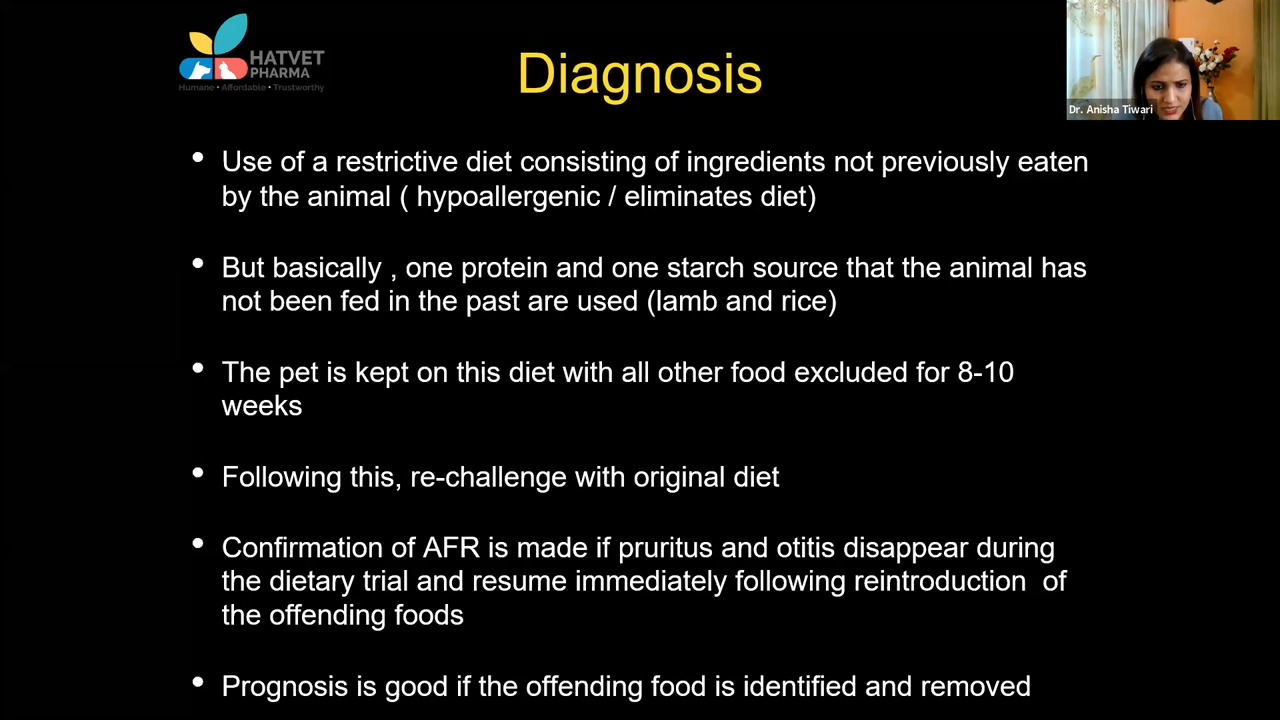 HATVET
PHARMA
Humane • Affordable • Trustworthy
Diagnosis
Dr. Anisha Tiwari
• Use of a restrictive diet consisting of ingredients not previously eaten
by the animal ( hypoallergenic / eliminates diet)
• But basically , one protein and one starch source that the animal has
not been fed in the past are used (lamb and rice)
• The pet is kept on this diet with all other food excluded for 8-10
weeks
• Following this, re-challenge with original diet
• Confirmation of AFR is made if pruritus and otitis disappear during
the dietary trial and resume immediately following reintroduction of
the offending foods
• Prognosis is good if the offending food is identified and removed